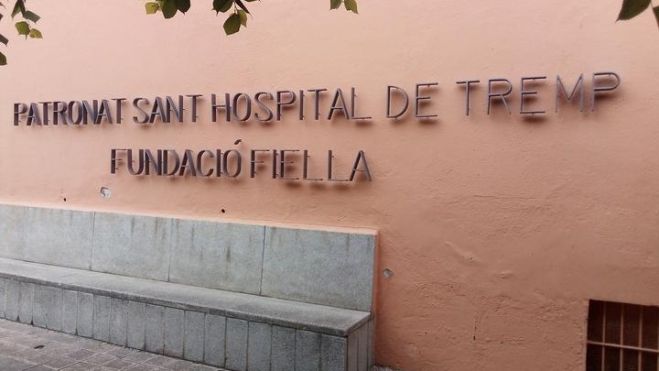 PATRONAT SANT HOSPITAL DE TREMP
FUNDACIÓ FIELLA